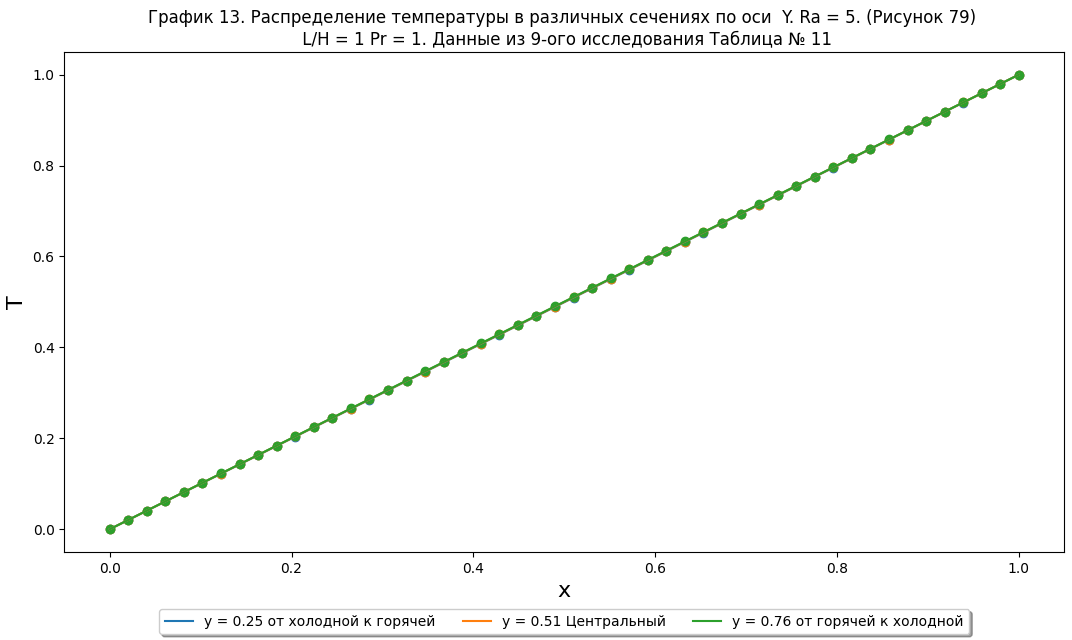 График 13. Распределение температуры в различных сечениях по оси  Y. Ra = 5. (Рисунок 79)
L/H = 1 Pr = 1. Данные из 9-ого исследования Таблица № 11
T
1.0
0.8
0.6
0.4
0.2
0.0
0.0 0.2 0.4 0.6 0.8 1.0
x
y = 0.25 от холодной к горячей y = 0.51 Центральный y = 0.76 от горячей к холодной